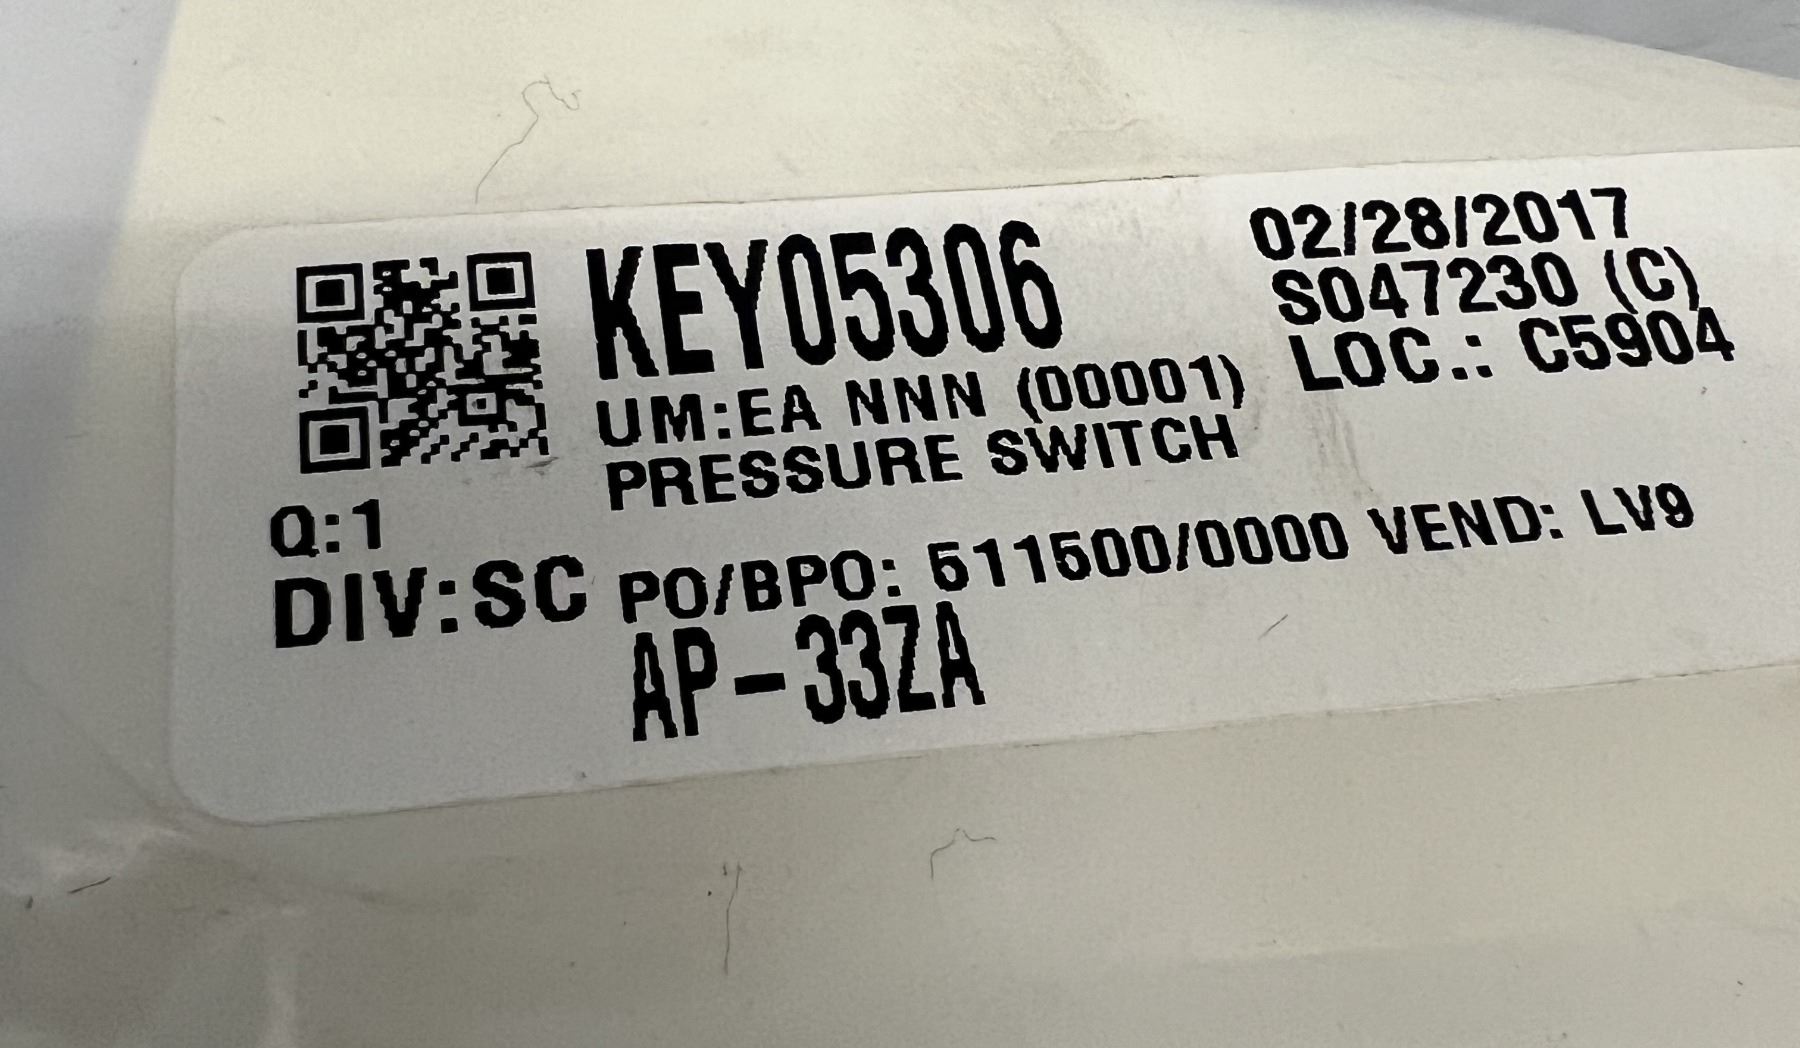 KEY05306
02/28/2017
S047230 (C)
LOC.: C5904
UM:EA NNN (00001)
PRESSURE SWITCH
Q:1
DIV:SC
PO/BPO: 511500/0000 VEND: LV9
AP-33ZA